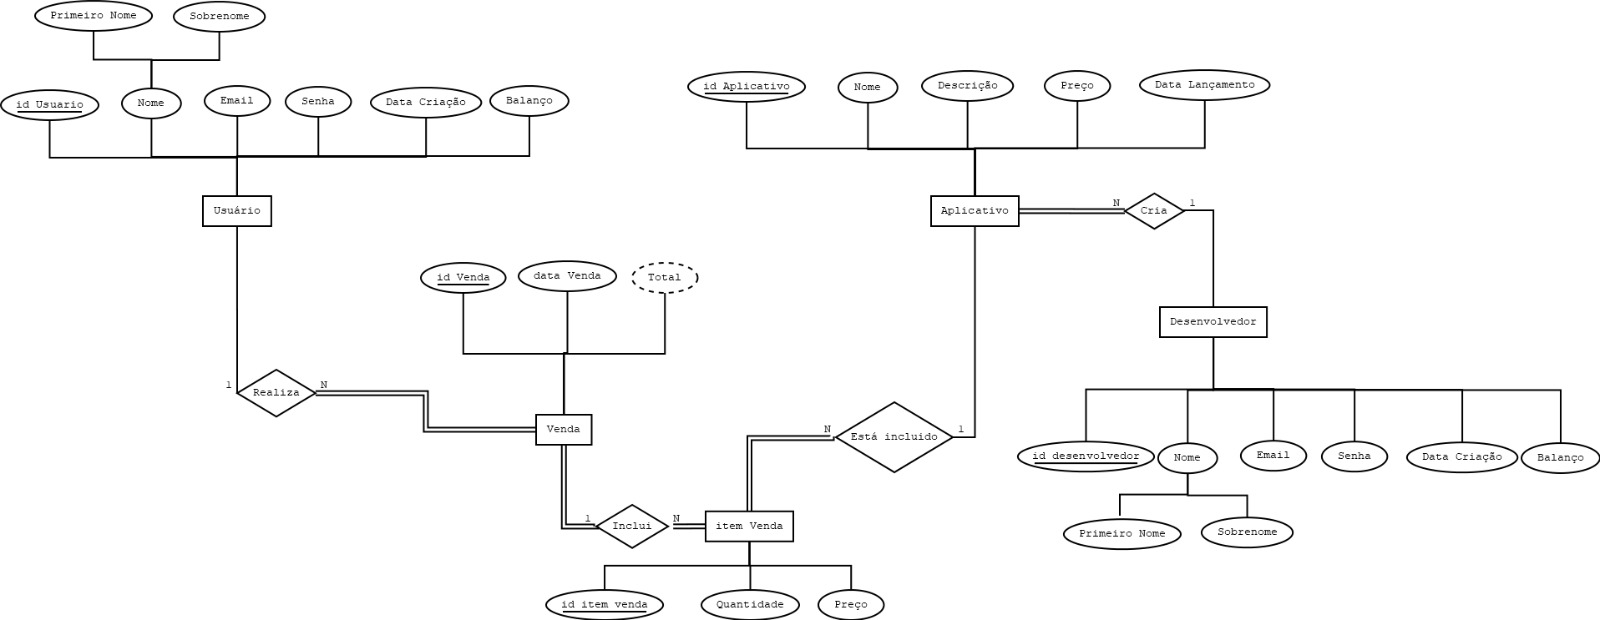 Primeiro Nome
Sobrenome
id Usuario
Nome
Email
Senha
Data Criação
Balanço
Usuário
id Aplicativo
Nome
Descrição
Preço
Data Lançamento
Aplicativo
N
Cria
1
Desenvolvedor
id Venda
data Venda
Total
1
Realiza
N
Venda
N
Está incluido
1
id desenvolvedor
Nome
Email
Senha
Data Criação
Balanço
Primeiro Nome
Sobrenome
1
Inclui
N
item Venda
id item venda
Quantidade
Preço